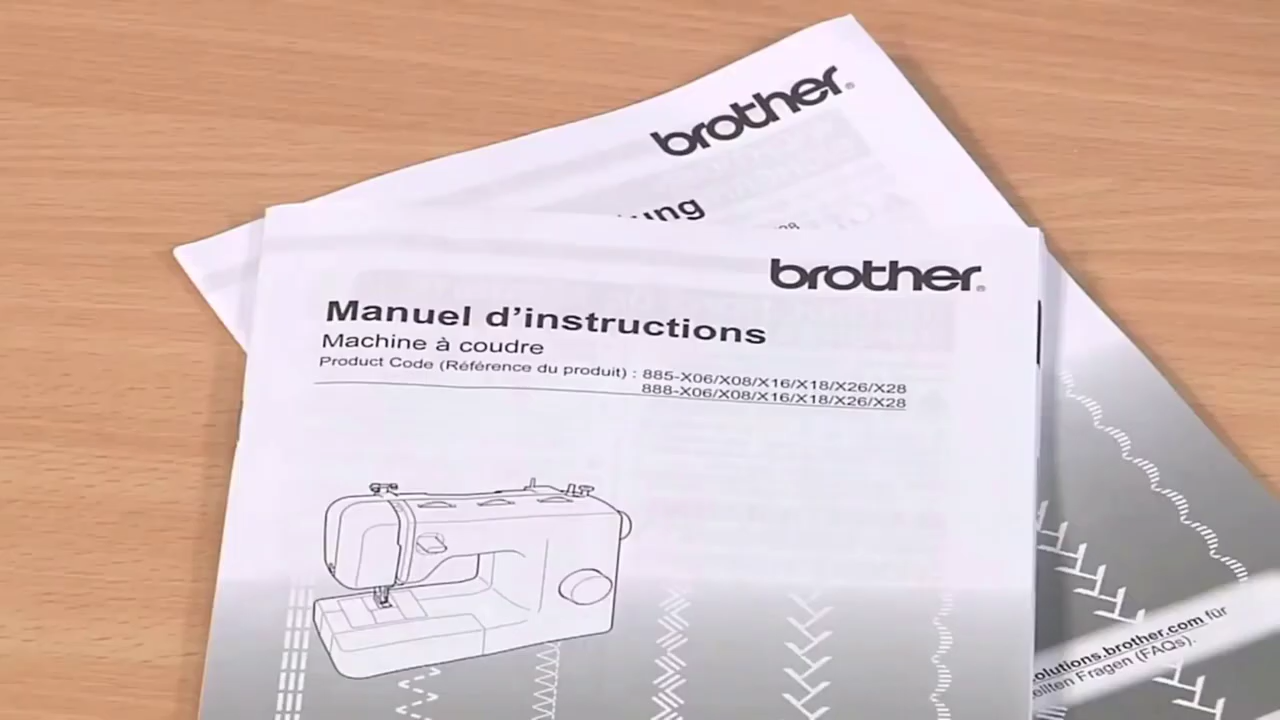 brother
brother
Manuel d'instructions
Machine à coudre
Product Code (Référence du produit) : 885-X06/X08/X16/X18/X26/X28
888-X06/X08/X16/X18/X26/X28
solutions.brother.com für
Fragen (FAQs).